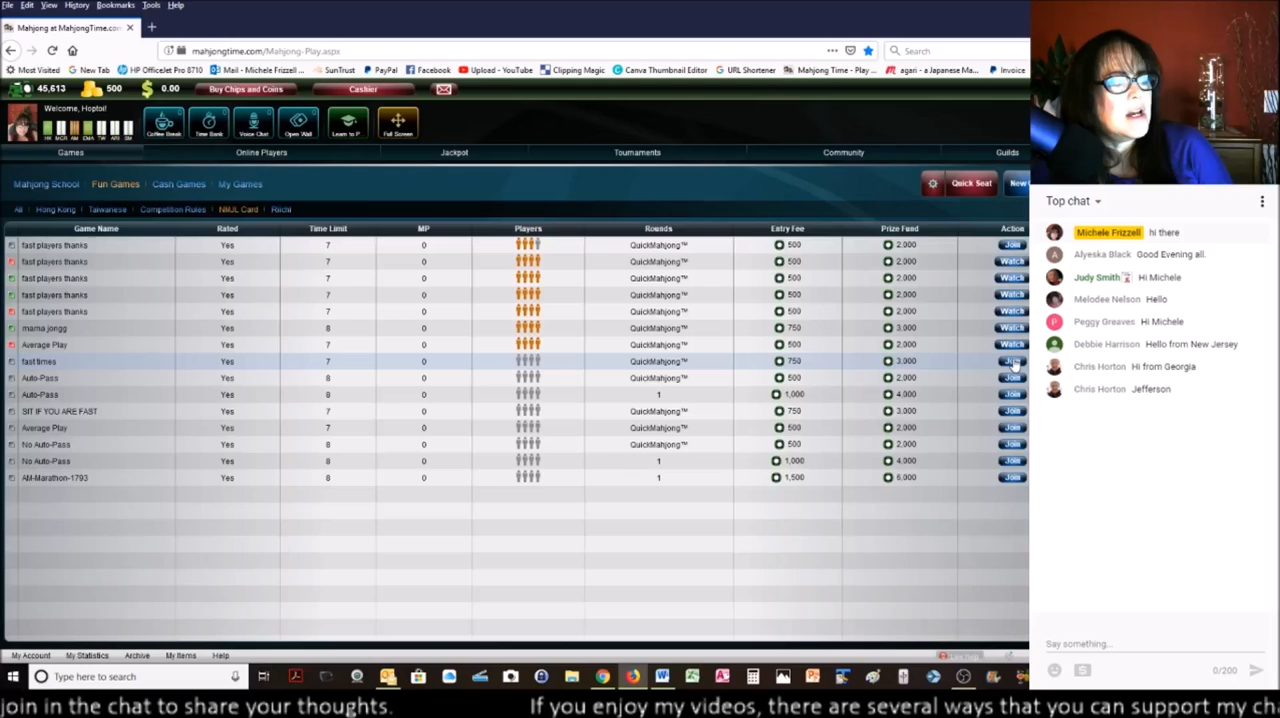 File Edit View History Bookmarks Tools Help
Mahjong at MahjongTime.com
mahjongtime.com/Mahjong-Play.aspx
Search
Most Visited New Tab HP OfficeJet Pro 8710 Mail - Michele Frizzell ... SunTrust PayPal Facebook Upload - YouTube Clipping Magic Canva Thumbnail Editor URL Shortener Mahjong Time - Play ... agari - a Japanese Ma... Invoice
45,613 500 $ 0.00 Buy Chips and Coins Cashier
Welcome, Hoptoi!
Coffee Break Time Bank Voice Chat Open Wall Learn to P Full Screen
Games Online Players Jackpot Tournaments Community Guilds
Mahjong School Fun Games Cash Games My Games Quick Seat
All Hong Kong Taiwanese Competition Rules NMJL Card Riichi
Game Name Rated Time Limit MP Players Rounds Entry Fee Prize Fund Action
fast players thanks Yes 7 0 QuickMahjong™ 500 2,000 Join
fast players thanks Yes 7 0 QuickMahjong™ 500 2,000 Watch
fast players thanks Yes 7 0 QuickMahjong™ 500 2,000 Watch
fast players thanks Yes 7 0 QuickMahjong™ 500 2,000 Watch
fast players thanks Yes 7 0 QuickMahjong™ 500 2,000 Watch
mama jongg Yes 8 0 QuickMahjong™ 750 3,000 Watch
Average Play Yes 7 0 QuickMahjong™ 500 2,000 Watch
fast times Yes 7 0 QuickMahjong™ 750 3,000 Join
Auto-Pass Yes 8 0 QuickMahjong™ 500 2,000 Join
Auto-Pass Yes 8 0 1 1,000 4,000 Join
SIT IF YOU ARE FAST Yes 7 0 QuickMahjong™ 750 3,000 Join
Average Play Yes 7 0 QuickMahjong™ 500 2,000 Join
No Auto-Pass Yes 8 0 QuickMahjong™ 500 2,000 Join
No Auto-Pass Yes 8 0 1 1,000 4,000 Join
AM-Marathon-1793 Yes 8 0 1 1,500 6,000 Join
My Account My Statistics Archive My Items Help
Type here to search
Top chat
Michele Frizzell hi there
Alyeska Black Good Evening all.
Judy Smith Hi Michele
Melodee Nelson Hello
Peggy Greaves Hi Michele
Debbie Harrison Hello from New Jersey
Chris Horton Hi from Georgia
Chris Horton Jefferson
Say something...
0/200
join in the chat to share your thoughts. If you enjoy my videos, there are several ways that you can support my